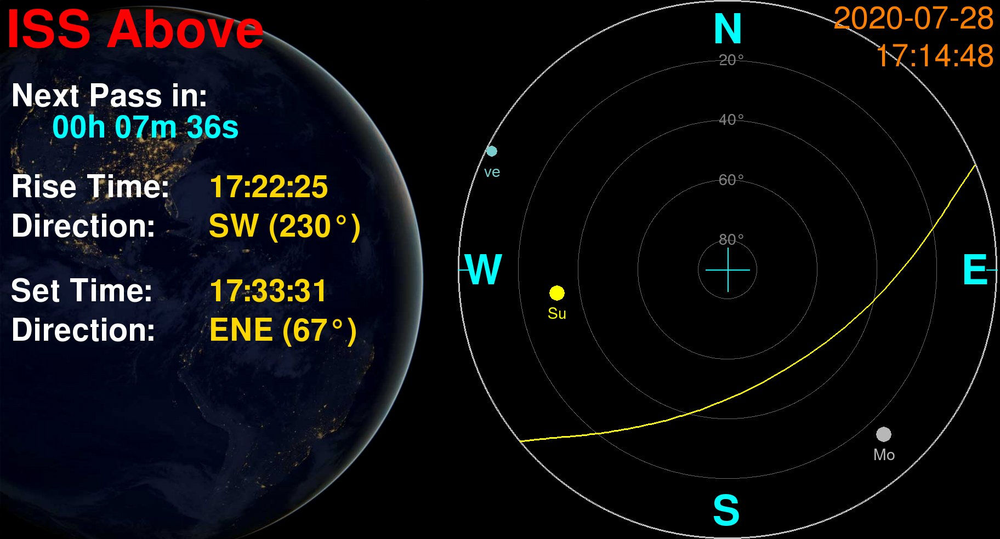 ISS Above
Next Pass in:
00h 07m 36s
Rise Time: 17:22:25
Direction: SW (230°)
Set Time: 17:33:31
Direction: ENE (67°)
2020-07-28
17:14:48
N
20°
40°
60°
80°
ve
W
E
Su
Mo
S